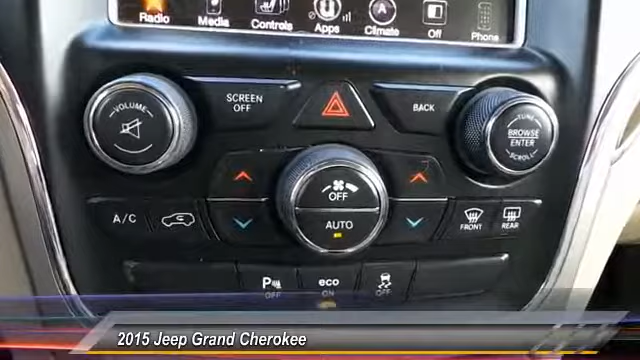 Radio Media Controls Apps Climate Off Phone
VOLUME
SCREEN OFF
BACK
TUNE
BROWSE
ENTER
SCROLL
OFF
AUTO
A/C
FRONT REAR
P OFF
eco ON
OFF
2015 Jeep Grand Cherokee